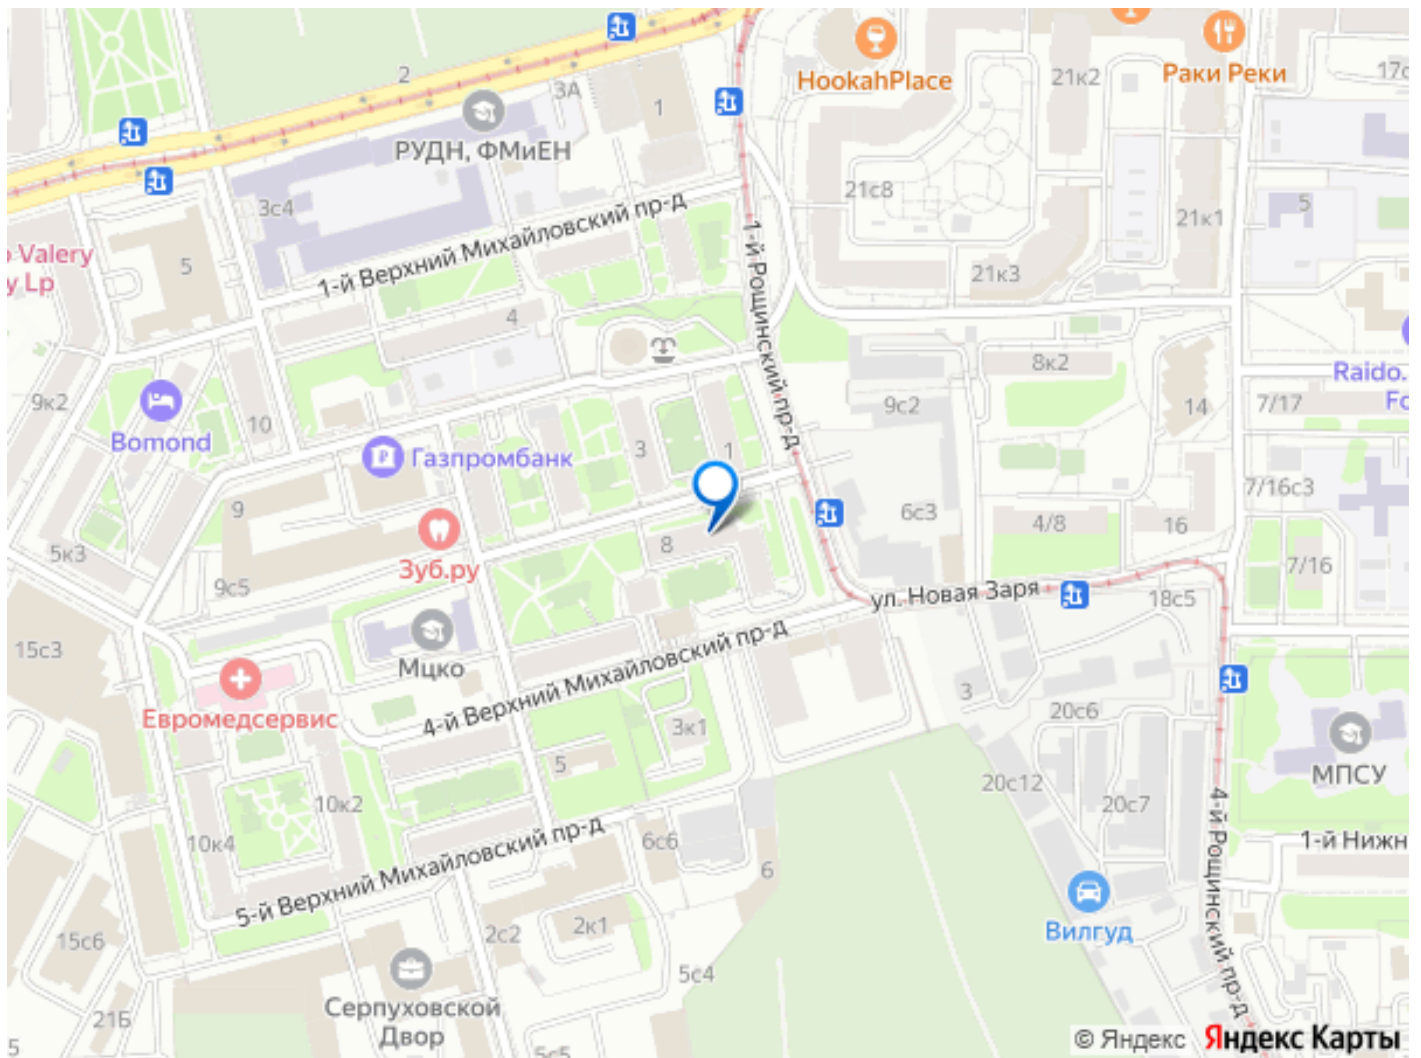 HookahPlace
21к2
Раки Реки
17с
2
3А
1
РУДН, ФМиЕН
3с4
21с8
5
21к1
1-й Верхний Михайловский пр-д
1-й Рощинский пр-д
Valery
y Lp
5
21к3
4
8к2
Raido.
Fo
9к2
Bomond
10
Газпромбанк
3
1
9с2
14
7/17
7/16с3
9
5к3
Зуб.ру
9с5
8
6с3
4/8
16
7/16
ул. Новая Заря
18с5
15с3
Мцко
4-й Верхний Михайловский пр-д
Евромедсервис
3к1
3
20с6
МПСУ
5
10к2
10к4
20с12
20с7
4-й Рощинский пр-д
1-й Нижн
5-й Верхний Михайловский пр-д
6с6
6
15с6
2с2
2к1
Вилгуд
5с4
Серпуховской
Двор
21Б
5
5с5
© Яндекс Яндекс Карты